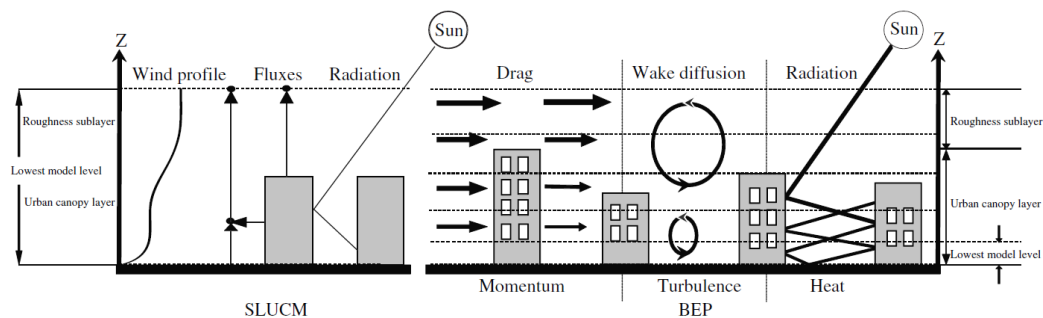 Sun
Sun
Z
Z
Wind profile
Fluxes
Radiation
Drag
Wake diffusion
Radiation
Roughness sublayer
Lowest model level
Urban canopy layer
Roughness sublayer
Urban canopy layer
Lowest model level
Momentum
Turbulence
Heat
SLUCM
BEP